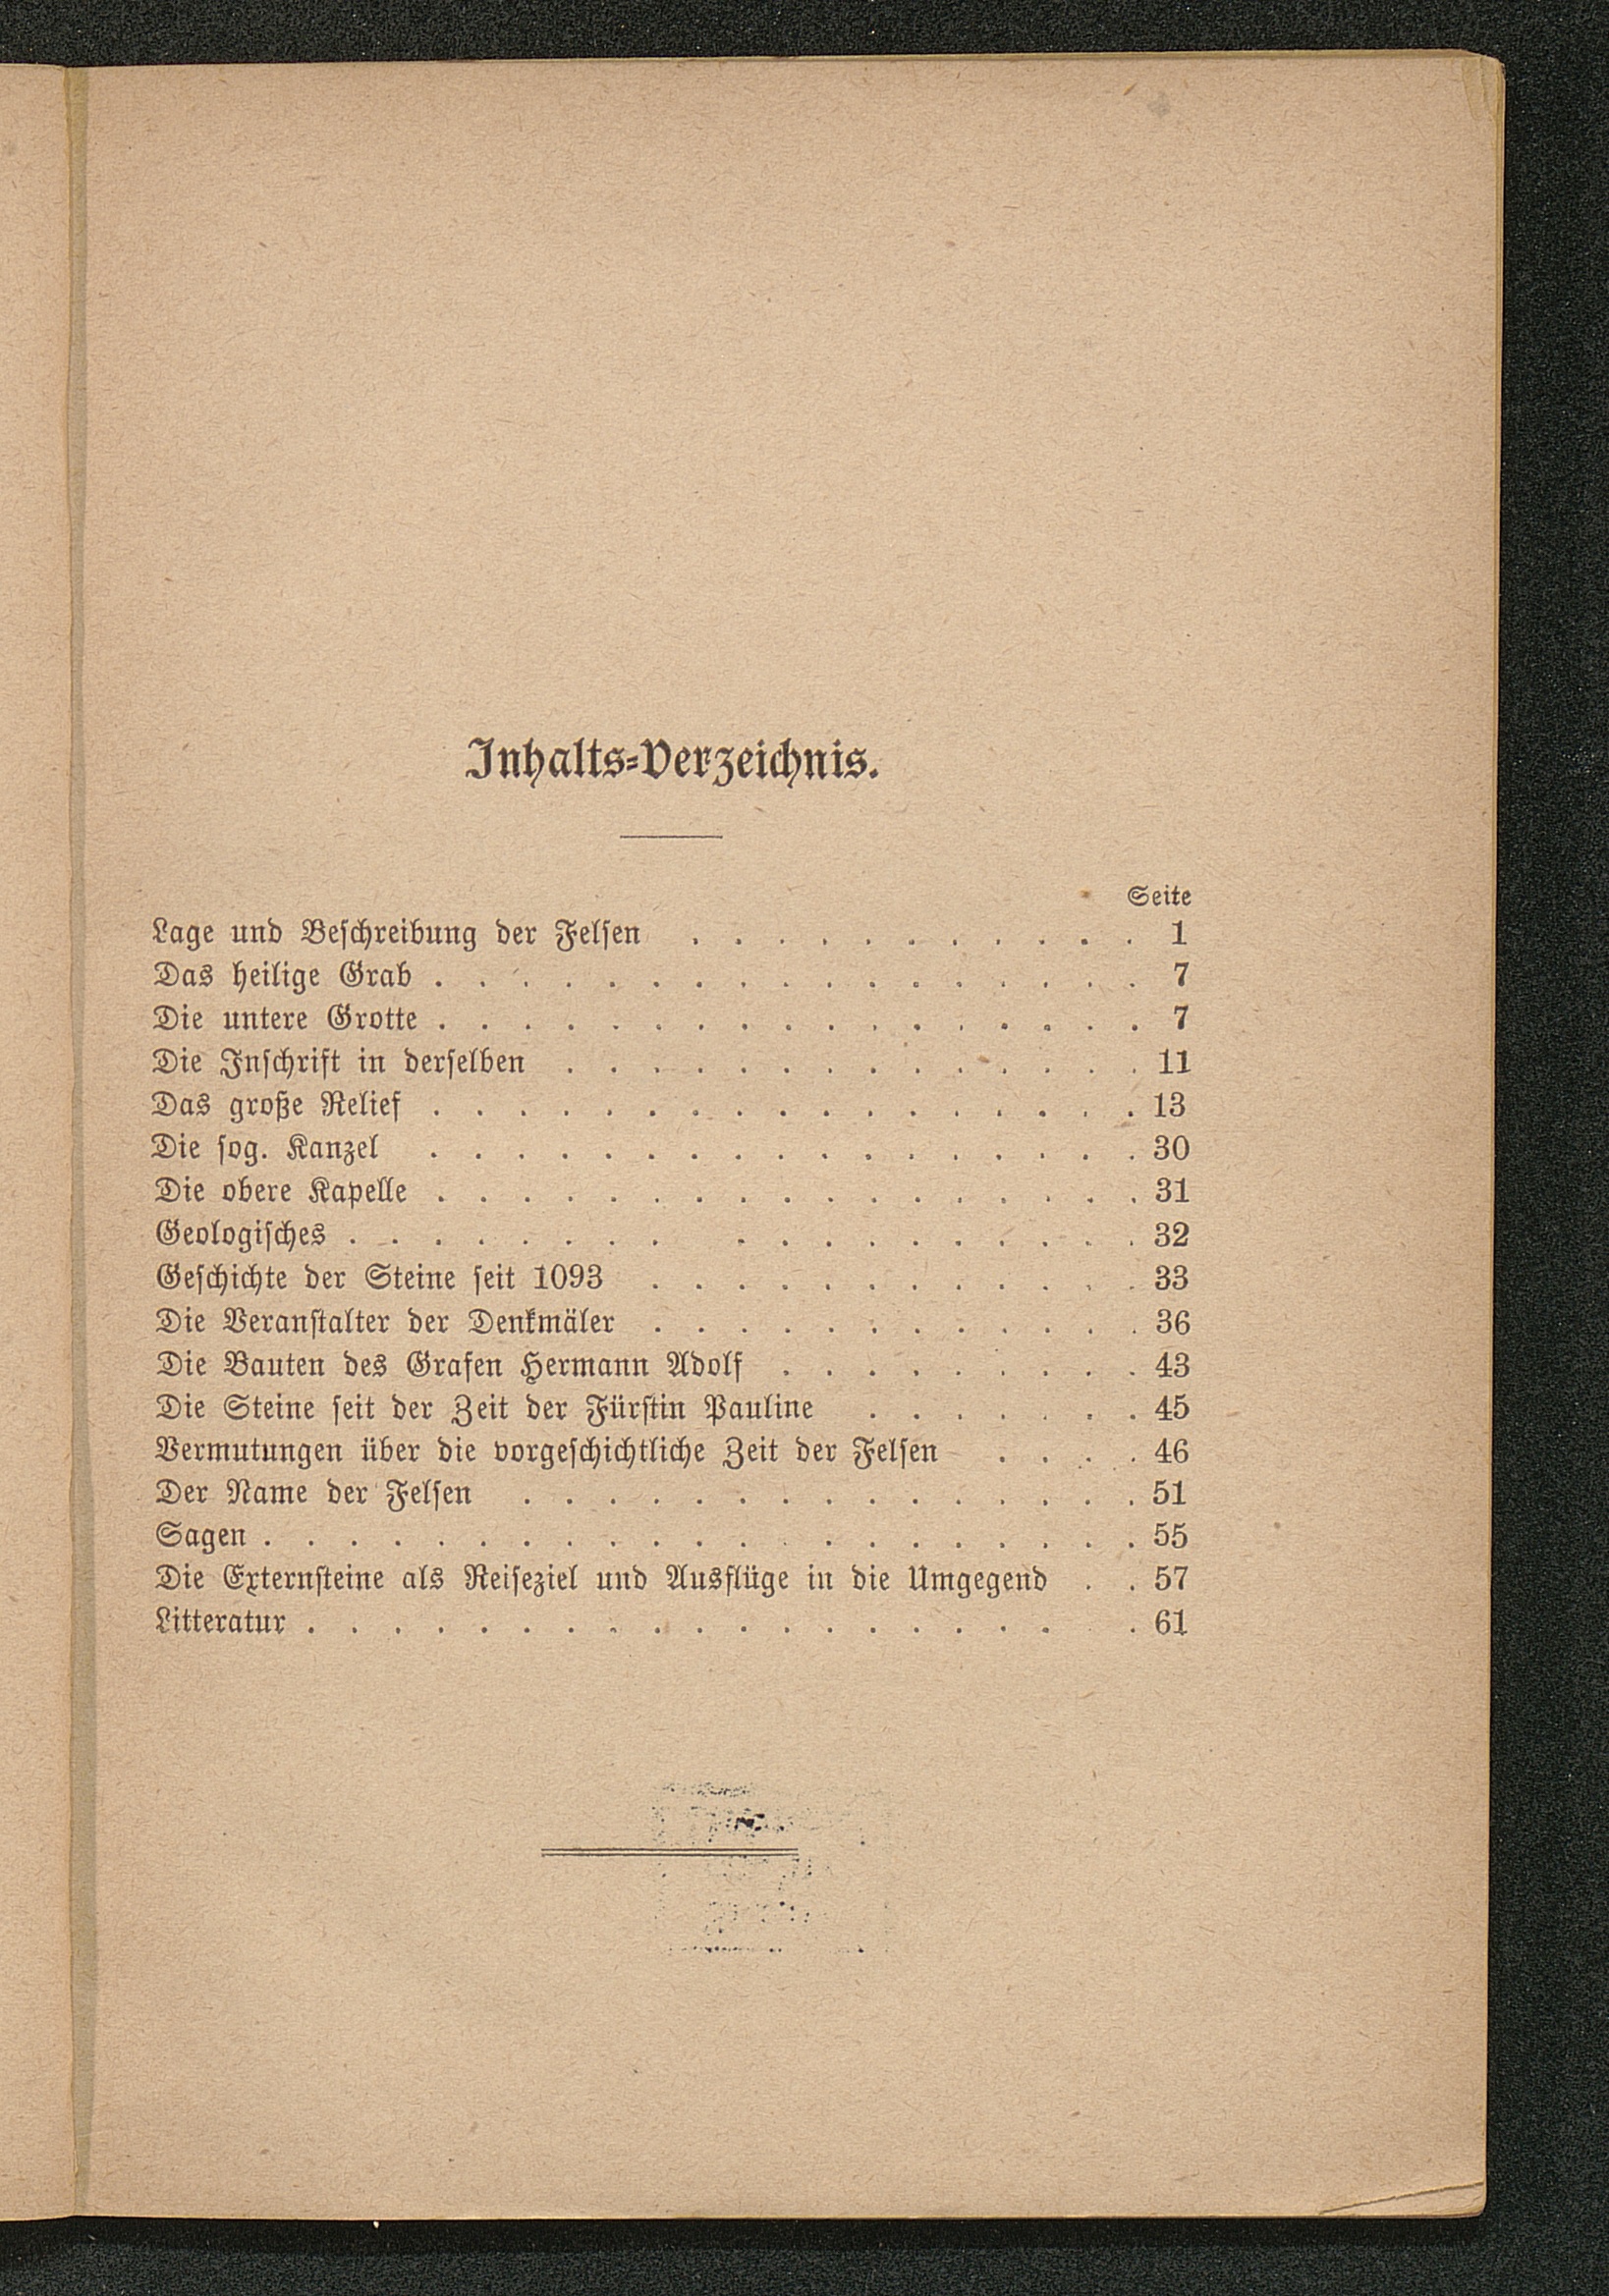 Inhalts-Verzeichnis.
Seite
Lage und Beschreibung der Felsen . . . . . . . . . . . 1
Das heilige Grab . . . . . . . . . . . . . . . . . 7
Die untere Grotte . . . . . . . . . . . . . . . . . 7
Die Inschrift in derselben . . . . . . . . . . . . . . 11
Das große Relief . . . . . . . . . . . . . . . . . 13
Die sog. Kanzel . . . . . . . . . . . . . . . . . 30
Die obere Kapelle . . . . . . . . . . . . . . . . . 31
Geologisches . . . . . . . . . . . . . . . . . . 32
Geschichte der Steine seit 1093 . . . . . . . . . . . . 33
Die Veranstalter der Denkmäler . . . . . . . . . . . . 36
Die Bauten des Grafen Hermann Adolf . . . . . . . . . 43
Die Steine seit der Zeit der Fürstin Pauline . . . . . . . 45
Vermutungen über die vorgeschichtliche Zeit der Felsen . . . . 46
Der Name der Felsen . . . . . . . . . . . . . . . 51
Sagen . . . . . . . . . . . . . . . . . . . . . 55
Die Externsteine als Reiseziel und Ausflüge in die Umgegend . . 57
Litteratur . . . . . . . . . . . . . . . . . . . 61